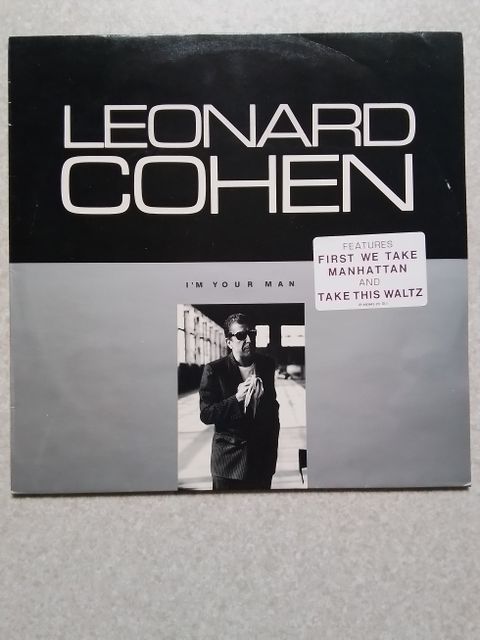 LEONARD
COHEN
FEATURES
FIRST WE TAKE
MANHATTAN
AND
TAKE THIS WALTZ
I'M YOUR MAN